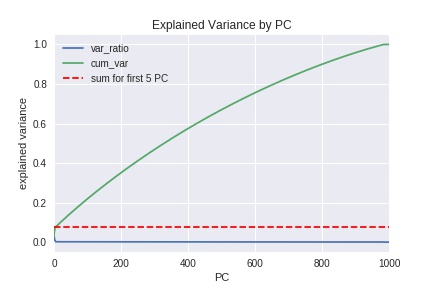 Explained Variance by PC
1.0
0.8
0.6
0.4
0.2
0.0
explained variance
var_ratio
cum_var
sum for first 5 PC
0 200 400 600 800 1000
PC